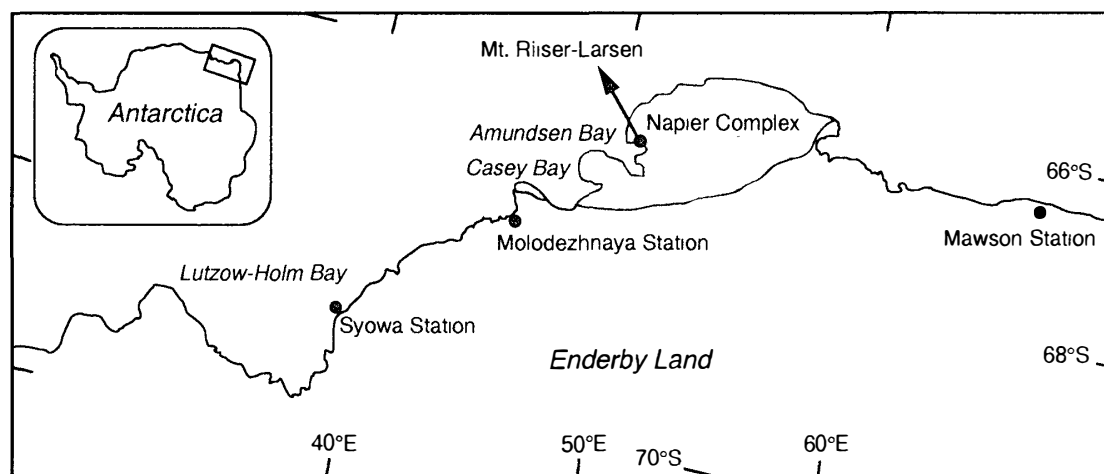 Mt. Riiser-Larsen
Antarctica
Amundsen Bay
Napier Complex
Casey Bay
66°S
Molodezhnaya Station
Mawson Station
Lutzow-Holm Bay
Syowa Station
Enderby Land
68°S
40°E
50°E
70°S
60°E